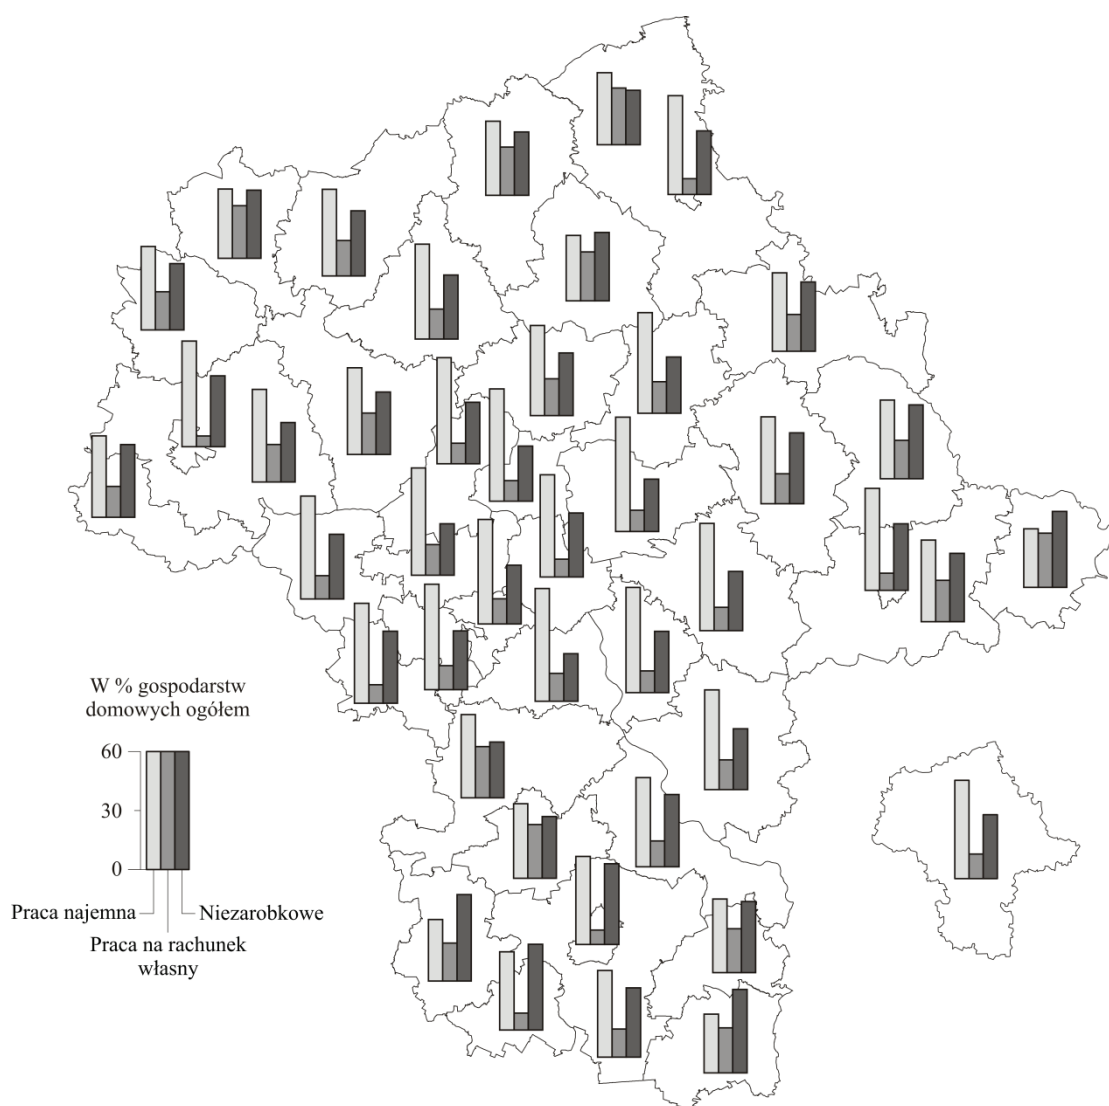 W % gospodarstw
domowych ogółem
60
30
0
Praca najemna
Niezarobkowe
Praca na rachunek
własny